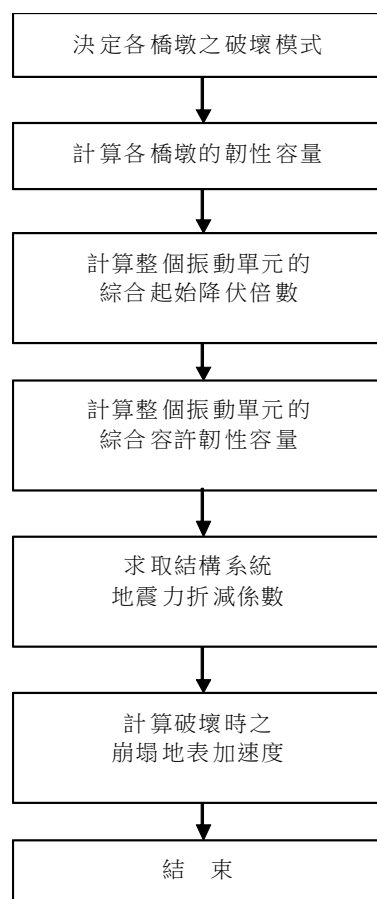 決定各橋墩之破壞模式
計算各橋墩的韌性容量
計算整個振動單元的
綜合起始降伏倍數
計算整個振動單元的
綜合容許韌性容量
求取結構系統
地震力折減係數
計算破壞時之
崩塌地表加速度
結 束